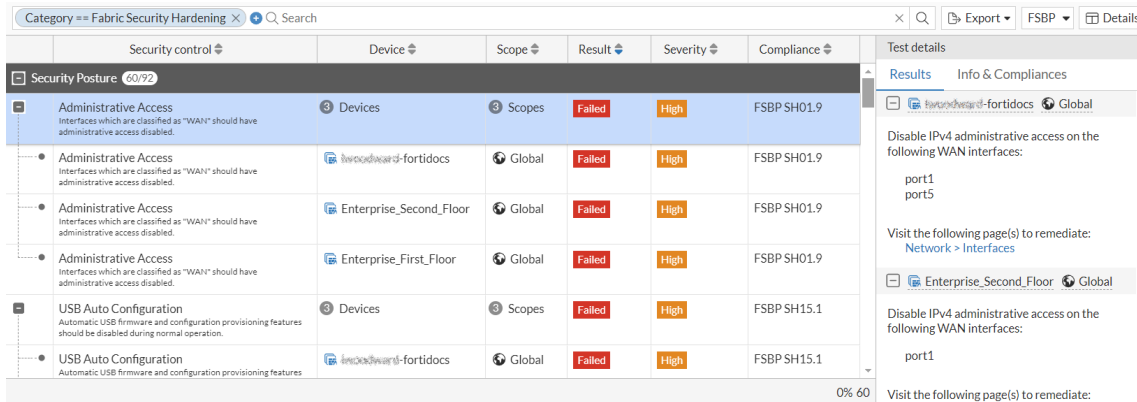 Category == Fabric Security Hardening × Search Export FSBP Details
Security control Device Scope Result Severity Compliance Test details
Security Posture 60/92
Results Info & Compliances
Administrative Access 3 Devices 3 Scopes Failed High FSBP SH01.9
Interfaces which are classified as "WAN" should have
administrative access disabled.
-fortidocs Global
Disable IPv4 administrative access on the
following WAN interfaces:
port1
port5
Visit the following page(s) to remediate:
Network > Interfaces
Administrative Access -fortidocs Global Failed High FSBP SH01.9
Interfaces which are classified as "WAN" should have
administrative access disabled.
Administrative Access Enterprise_Second_Floor Global Failed High FSBP SH01.9
Interfaces which are classified as "WAN" should have
administrative access disabled.
Administrative Access Enterprise_First_Floor Global Failed High FSBP SH01.9
Interfaces which are classified as "WAN" should have
administrative access disabled.
Enterprise_Second_Floor Global
Disable IPv4 administrative access on the
following WAN interfaces:
port1
Visit the following page(s) to remediate:
USB Auto Configuration 3 Devices 3 Scopes Failed High FSBP SH15.1
Automatic USB firmware and configuration provisioning features
should be disabled during normal operation.
USB Auto Configuration -fortidocs Global Failed High FSBP SH15.1
Automatic USB firmware and configuration provisioning features
0% 60